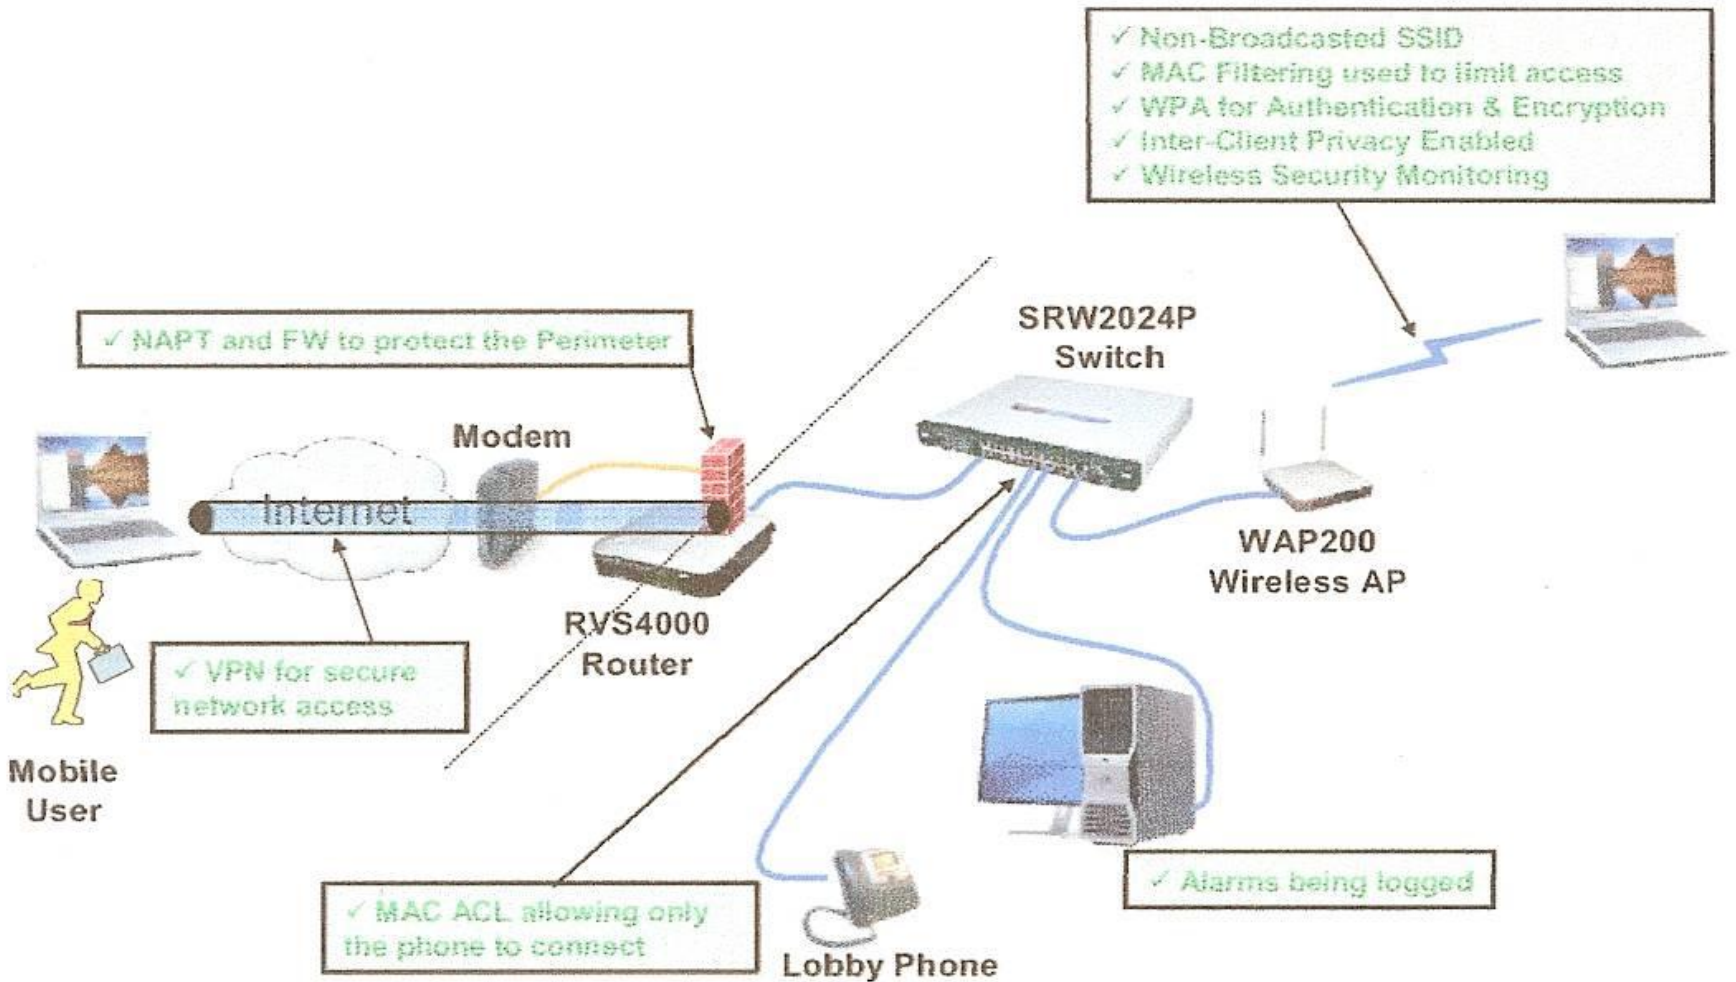 ✓ Non-Broadcasted SSID
✓ MAC Filtering used to limit access
✓ WPA for Authentication & Encryption
✓ Inter-Client Privacy Enabled
✓ Wireless Security Monitoring
✓ NAPT and FW to protect the Perimeter
SRW2024P
Switch
Modem
Internet
WAP200
Wireless AP
RVS4000
Router
✓ VPN for secure
network access
Mobile
User
✓ Alarms being logged
✓ MAC ACL allowing only
the phone to connect
Lobby Phone